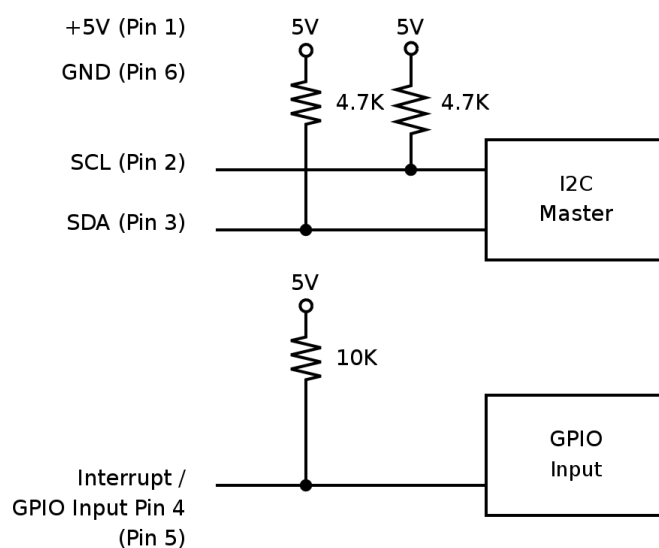 +5V (Pin 1)
5V
5V
GND (Pin 6)
4.7K
4.7K
SCL (Pin 2)
I2C
Master
SDA (Pin 3)
5V
10K
GPIO
Input
Interrupt /
GPIO Input Pin 4
(Pin 5)